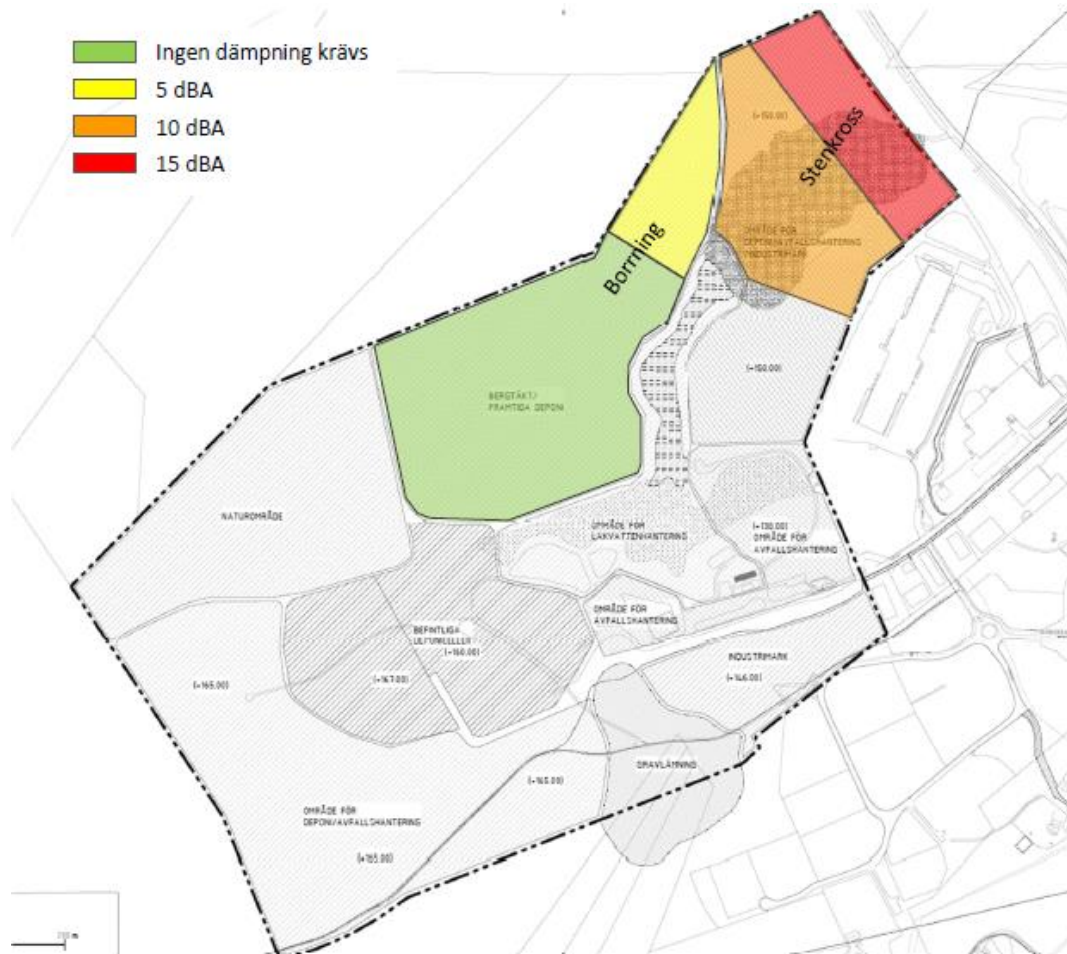 Ingen dämpning krävs
5 dBA
10 dBA
15 dBA
Stenkross
(+150.00)
Borrning
OMRÅDE FÖR
DEPONI/AVFALLSHANTERING
INDUSTRIMARK
(+150.00)
BERGTÄKT/
FRAMTIDA DEPONI
NATUROMRÅDE
OMRÅDE FÖR
LAKVATTENHANTERING
(+130.00)
OMRÅDE FÖR
AVFALLSHANTERING
OMRÅDE FÖR
AVFALLSHANTERING
BEFINTLIGA
(+160.00)
(+167.00)
(+165.00)
INDUSTRIMARK
(+146.00)
GRAVLÄMNING
(+165.00)
OMRÅDE FÖR
DEPONI/AVFALLSHANTERING
(+155.00)